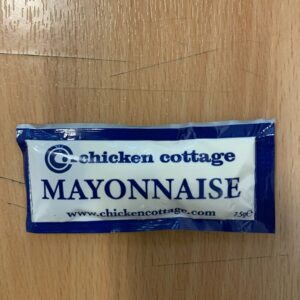 chicken cottage
MAYONNAISE
www.chickencottage.com
7.5g℮